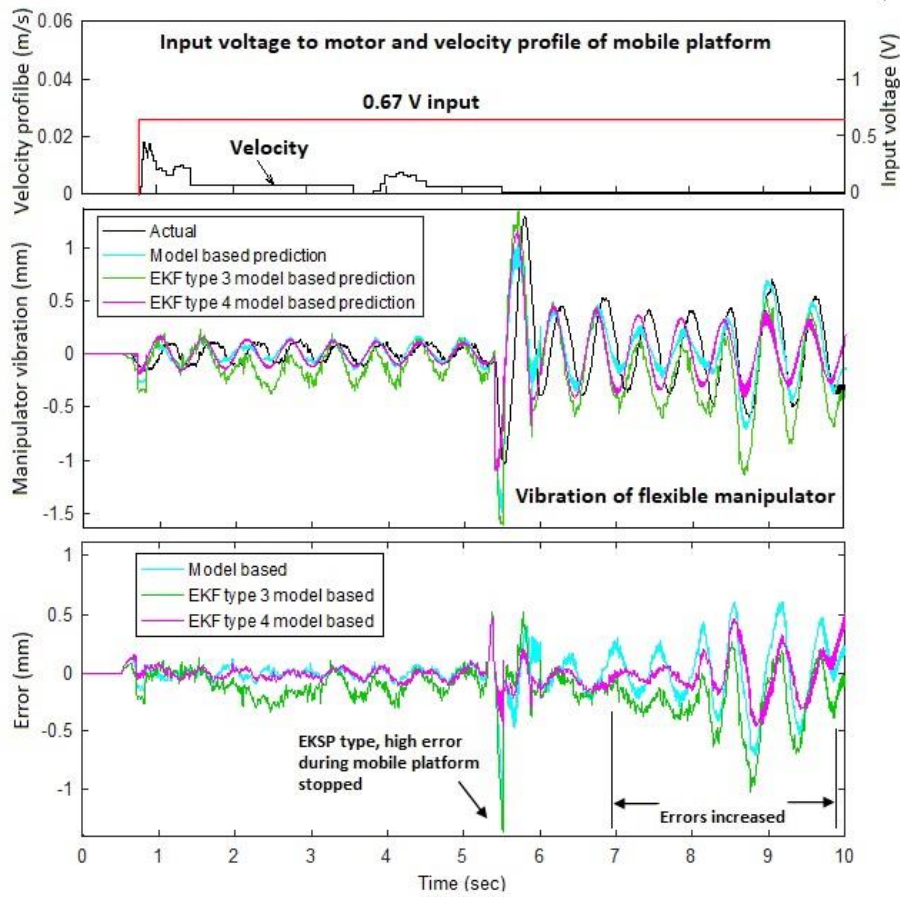 Input voltage to motor and velocity profile of mobile platform
Velocity profilbe (m/s)
0.06
0.04
0.02
0
0.67 V input
Velocity
Input voltage (V)
1
0.5
0
Manipulator vibration (mm)
1
0.5
0
-0.5
-1
-1.5
Actual
Model based prediction
EKF type 3 model based prediction
EKF type 4 model based prediction
Vibration of flexible manipulator
Error (mm)
1
0.5
0
-0.5
-1
Model based
EKF type 3 model based
EKF type 4 model based
EKSP type, high error
during mobile platform
stopped
Errors increased
0 1 2 3 4 5 6 7 8 9 10
Time (sec)